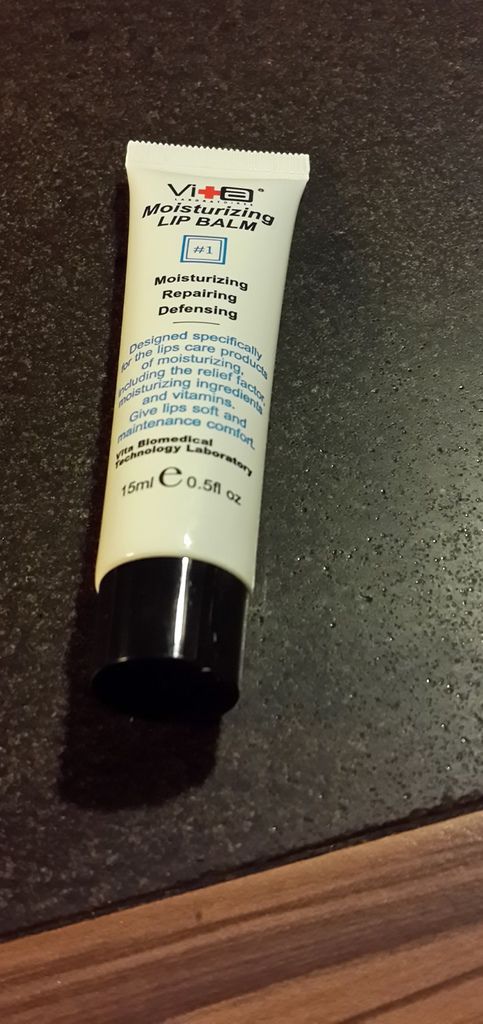 Vita
LABORATOIRES
Moisturizing
LIP BALM
#1
Moisturizing
Repairing
Defensing
Designed specifically
for the lips care products
of moisturizing,
including the relief factor,
moisturizing ingredients
and vitamins.
Give lips soft and
maintenance comfort.
Vita Biomedical
Technology Laboratory
15ml e 0.5fl oz